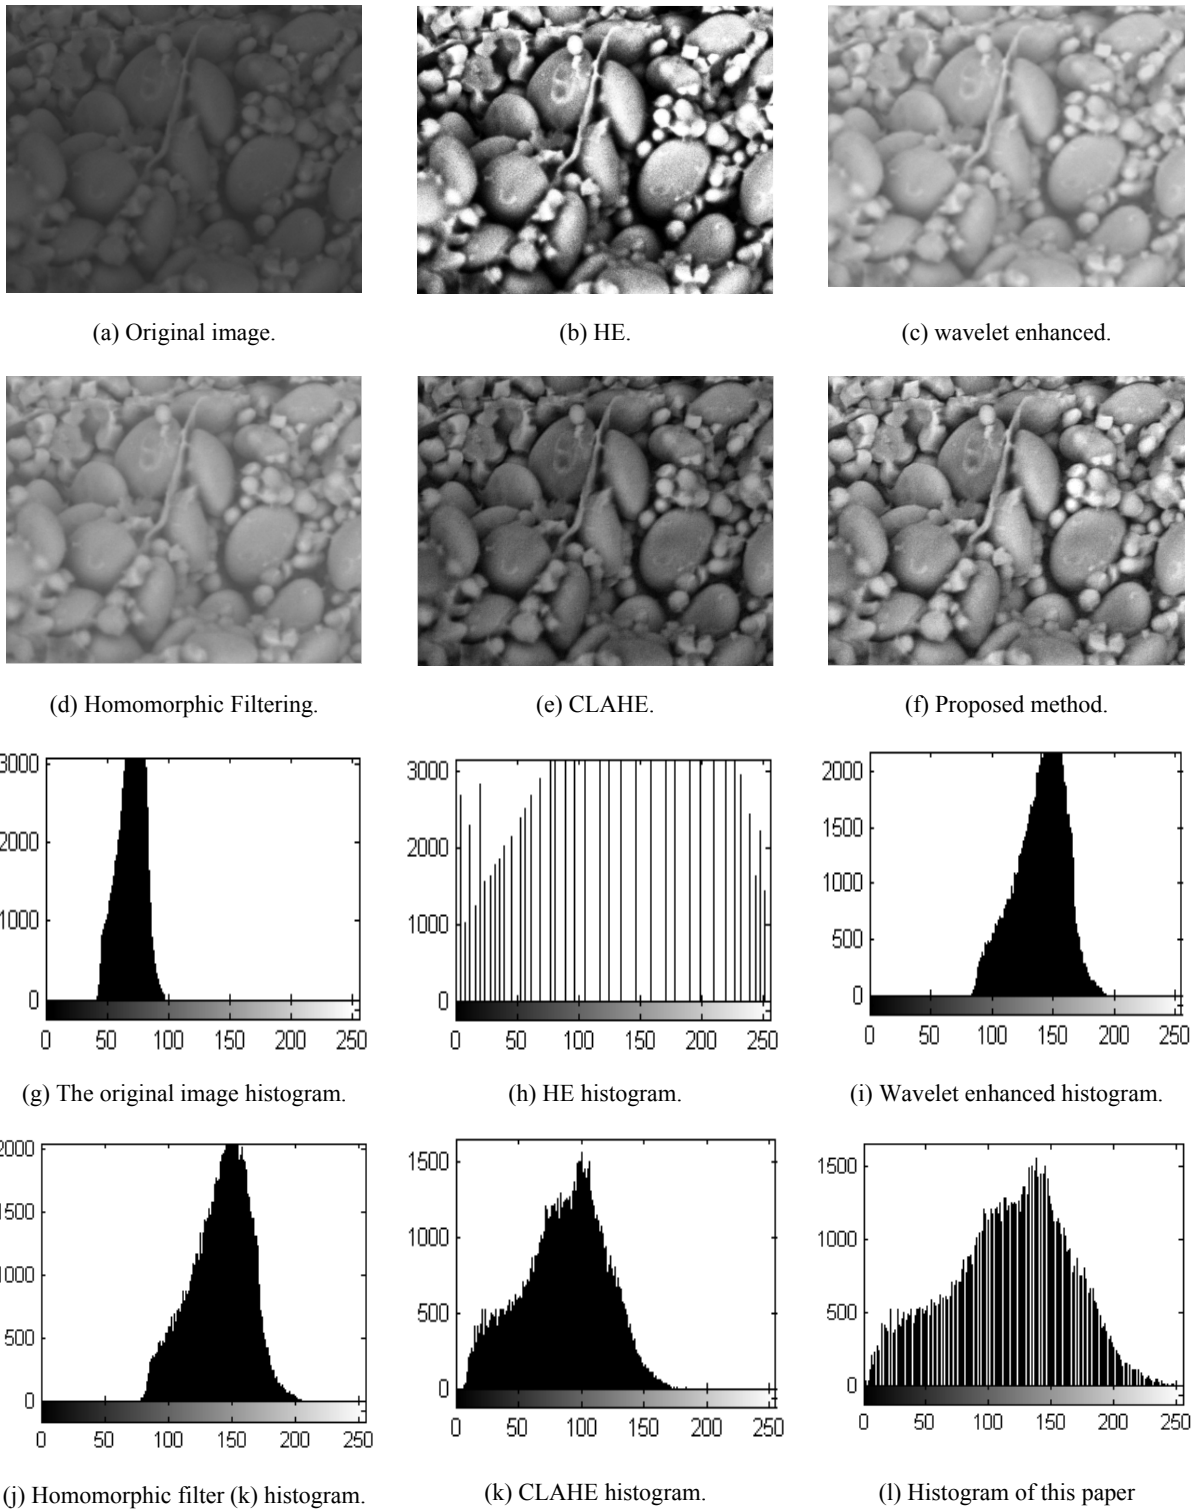 (a) Original image.
(b) HE.
(c) wavelet enhanced.
(d) Homomorphic Filtering.
(e) CLAHE.
(f) Proposed method.
3000
2000
1000
0
0 50 100 150 200 250
(g) The original image histogram.
3000
2000
1000
0
0 50 100 150 200 250
(h) HE histogram.
2000
1500
1000
500
0
0 50 100 150 200 250
(i) Wavelet enhanced histogram.
2000
1500
1000
500
0
0 50 100 150 200 250
(j) Homomorphic filter (k) histogram.
1500
1000
500
0
0 50 100 150 200 250
(k) CLAHE histogram.
1500
1000
500
0
0 50 100 150 200 250
(l) Histogram of this paper